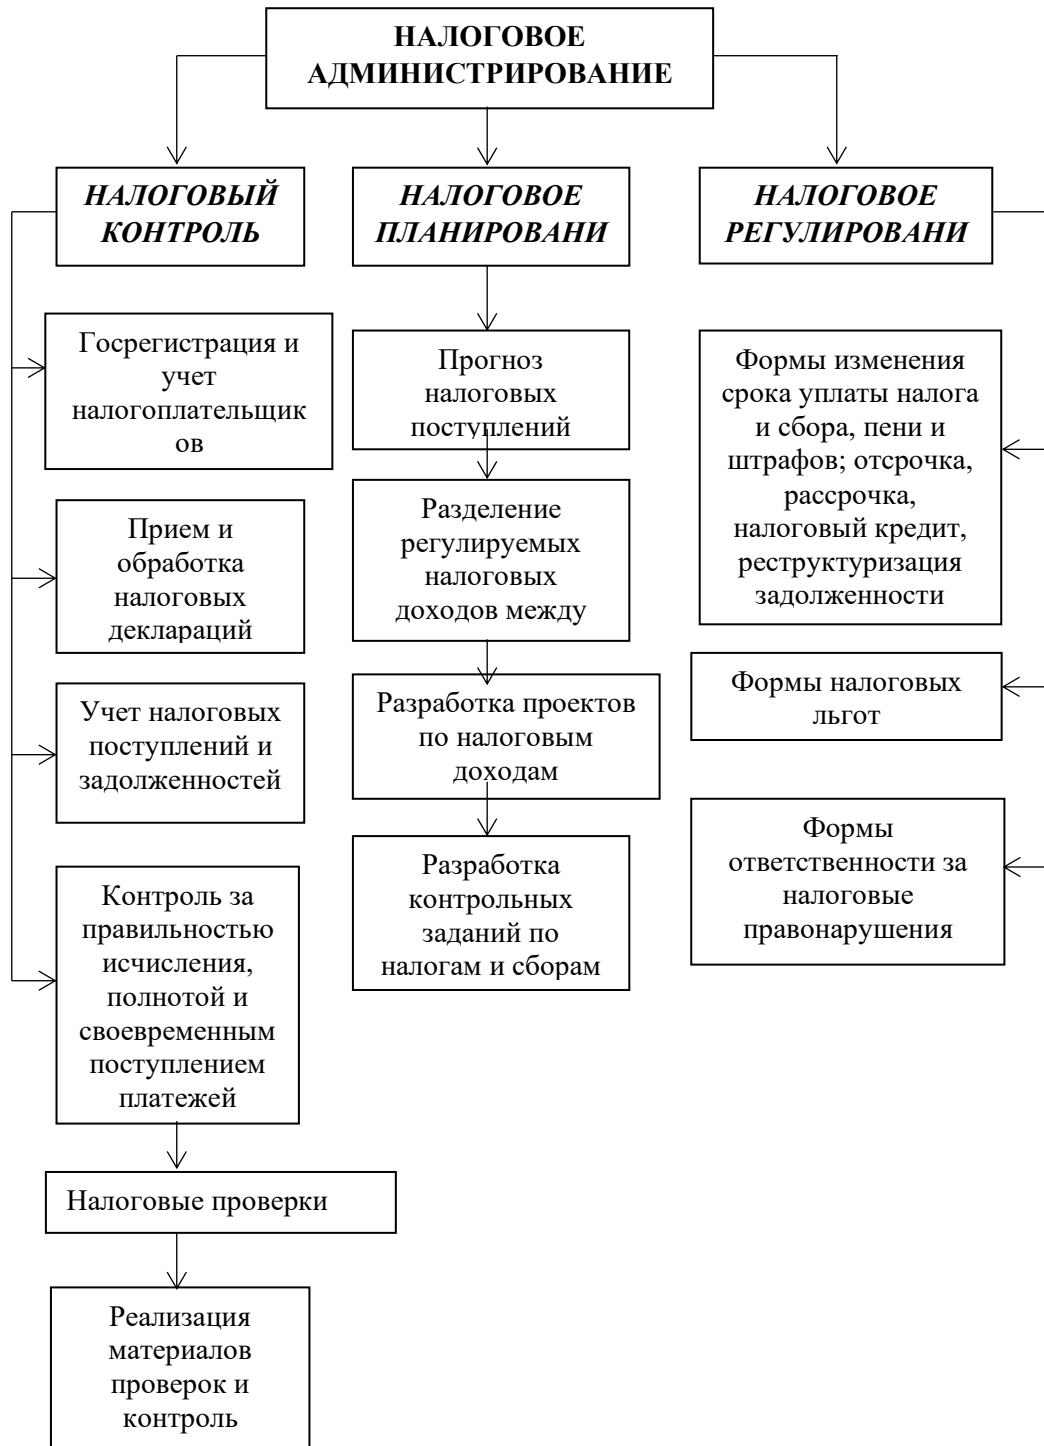 НАЛОГОВОЕ
АДМИНИСТРИРОВАНИЕ
НАЛОГОВЫЙ
КОНТРОЛЬ
НАЛОГОВОЕ
ПЛАНИРОВАНИ
НАЛОГОВОЕ
РЕГУЛИРОВАНИ
Госрегистрация и
учет
налогоплательщик
ов
Прием и
обработка
налоговых
деклараций
Учет налоговых
поступлений и
задолженностей
Контроль за
правильностью
исчисления,
полнотой и
своевременным
поступлением
платежей
Налоговые проверки
Реализация
материалов
проверок и
контроль
Прогноз
налоговых
поступлений
Разделение
регулируемых
налоговых
доходов между
Разработка проектов
по налоговым
доходам
Разработка
контрольных
заданий по
налогам и сборам
Формы изменения
срока уплаты налога
и сбора, пени и
штрафов; отсрочка,
рассрочка,
налоговый кредит,
реструктуризация
задолженности
Формы налоговых
льгот
Формы
ответственности за
налоговые
правонарушения